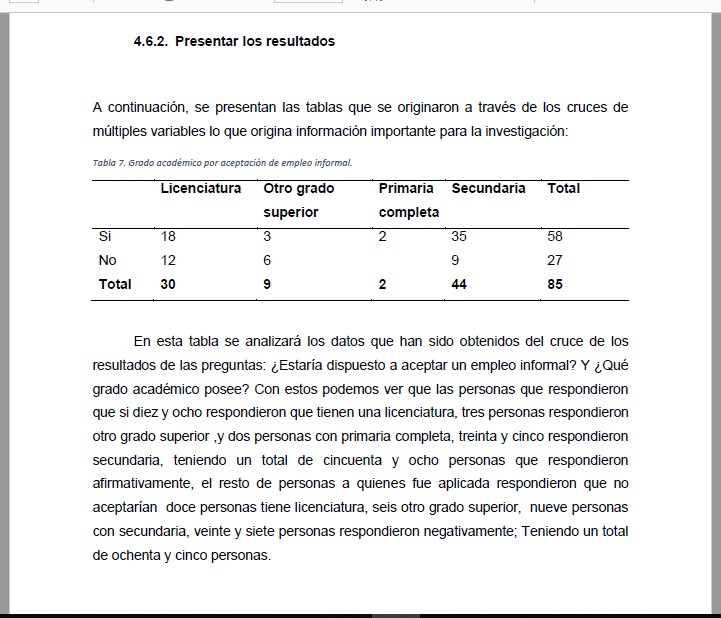 4.6.2. Presentar los resultados
A continuación, se presentan las tablas que se originaron a través de los cruces de
múltiples variables lo que origina información importante para la investigación:
Tabla 7. Grado académico por aceptación de empleo informal.
Licenciatura Otro grado superior Primaria completa Secundaria Total
Si 18 3 2 35 58
No 12 6 9 27
Total 30 9 2 44 85
En esta tabla se analizará los datos que han sido obtenidos del cruce de los
resultados de las preguntas: ¿Estaría dispuesto a aceptar un empleo informal? Y ¿Qué
grado académico posee? Con estos podemos ver que las personas que respondieron
que si diez y ocho respondieron que tienen una licenciatura, tres personas respondieron
otro grado superior ,y dos personas con primaria completa, treinta y cinco respondieron
secundaria, teniendo un total de cincuenta y ocho personas que respondieron
afirmativamente, el resto de personas a quienes fue aplicada respondieron que no
aceptarían doce personas tiene licenciatura, seis otro grado superior, nueve personas
con secundaria, veinte y siete personas respondieron negativamente; Teniendo un total
de ochenta y cinco personas.